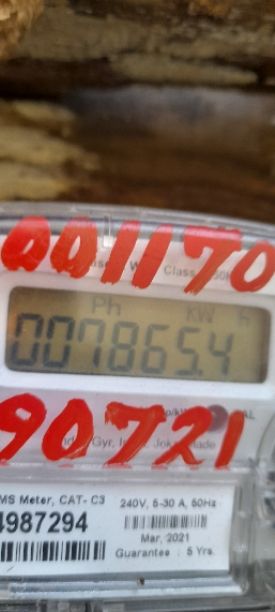 001170
Class
Ph KW h
007865.4
90721
MS Meter, CAT- C3
4987294
240V, 5-30 A, 50Hz
Mar, 2021
Guarantee : 5 Yrs.